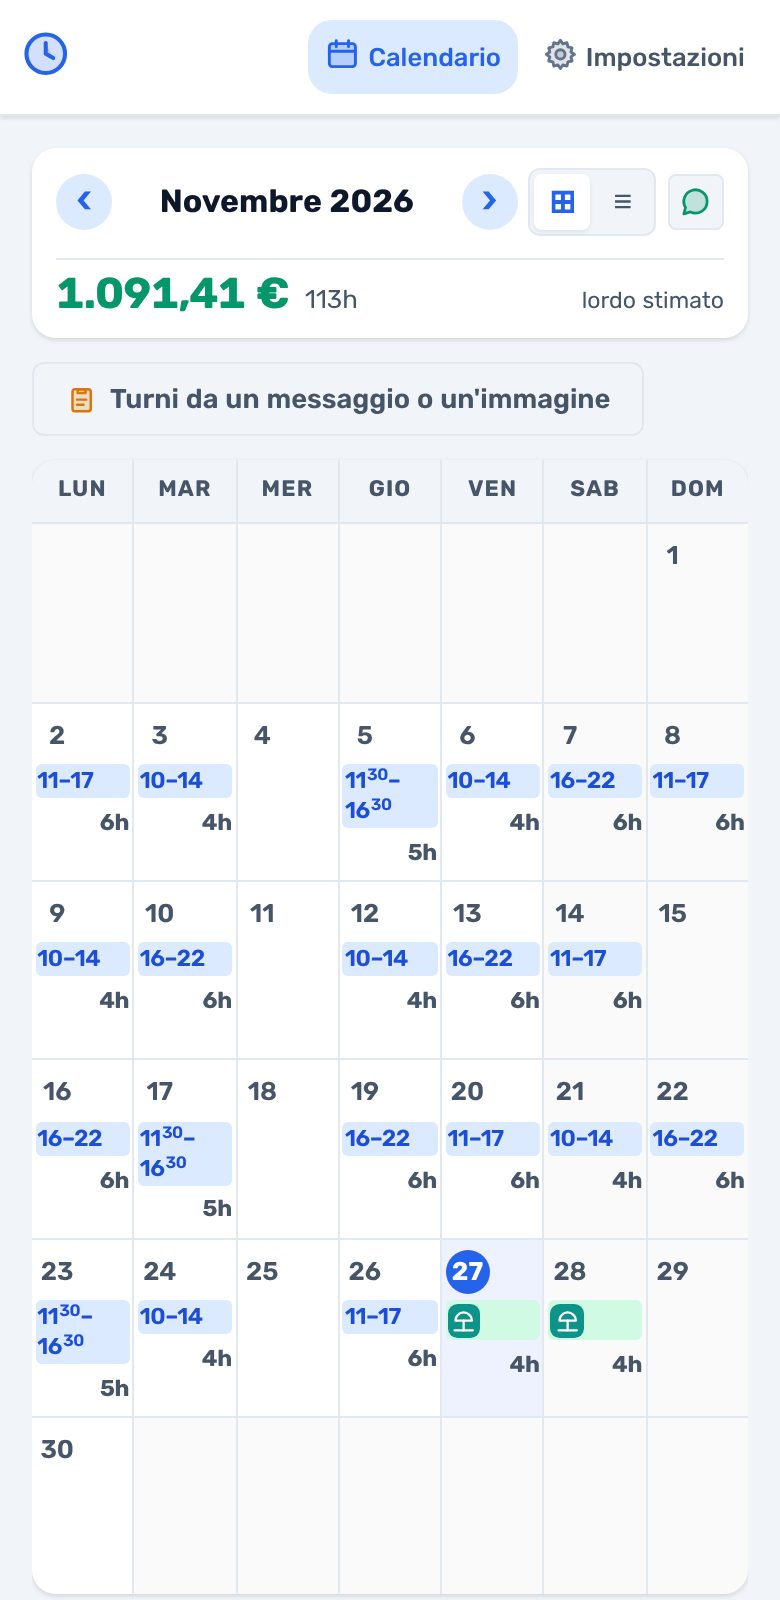 Calendario Impostazioni
Novembre 2026
1.091,41 € 113h lordo stimato
Turni da un messaggio o un'immagine
LUN MAR MER GIO VEN SAB DOM
1
2 3 4 5 6 7 8
11–17 10–14 11³⁰–16³⁰ 10–14 16–22 11–17
6h 4h 5h 4h 6h 6h
9 10 11 12 13 14 15
10–14 16–22 10–14 16–22 11–17
4h 6h 4h 6h 6h
16 17 18 19 20 21 22
16–22 11³⁰–16³⁰ 16–22 11–17 10–14 16–22
6h 5h 6h 6h 4h 6h
23 24 25 26 27 28 29
11³⁰–16³⁰ 10–14 11–17
5h 4h 6h 4h 4h
30